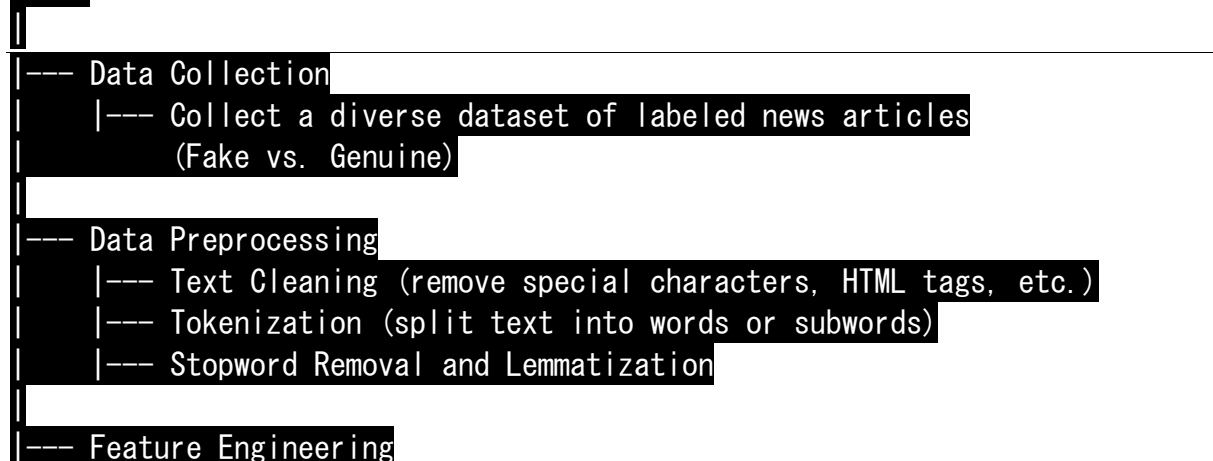 |
|--- Data Collection
|    |--- Collect a diverse dataset of labeled news articles
|         (Fake vs. Genuine)
|
|--- Data Preprocessing
|    |--- Text Cleaning (remove special characters, HTML tags, etc.)
|    |--- Tokenization (split text into words or subwords)
|    |--- Stopword Removal and Lemmatization
|
|--- Feature Engineering